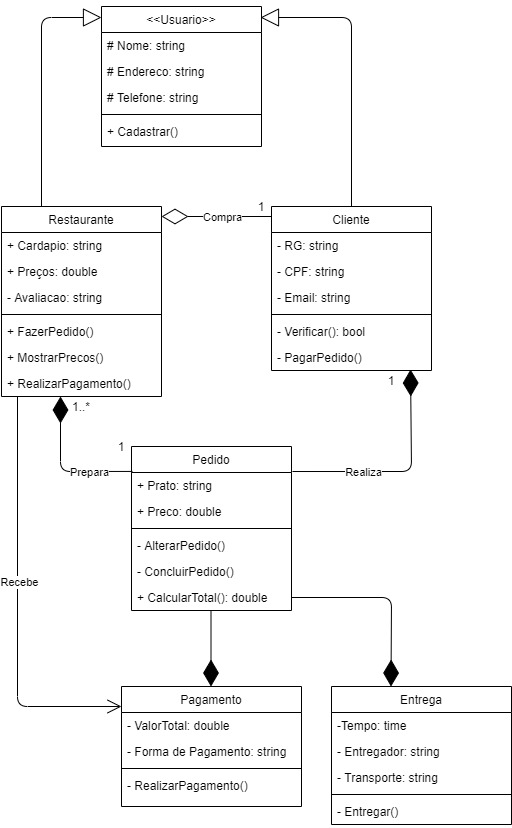 <<Usuario>>
# Nome: string
# Endereco: string
# Telefone: string
+ Cadastrar()
Restaurante
+ Cardapio: string
+ Preços: double
- Avaliacao: string
+ FazerPedido()
+ MostrarPrecos()
+ RealizarPagamento()
Compra
1
Cliente
- RG: string
- CPF: string
- Email: string
- Verificar(): bool
- PagarPedido()
1..*
1
1
Prepara
Realiza
Pedido
+ Prato: string
+ Preco: double
- AlterarPedido()
- ConcluirPedido()
+ CalcularTotal(): double
Recebe
Pagamento
- ValorTotal: double
- Forma de Pagamento: string
- RealizarPagamento()
Entrega
-Tempo: time
- Entregador: string
- Transporte: string
- Entregar()